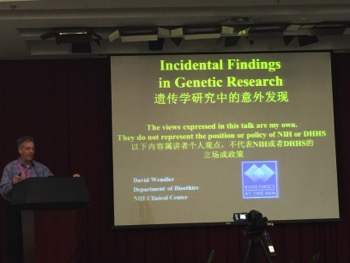 Incidental Findings
in Genetic Research
遗传学研究中的意外发现
The views expressed in this talk are my own.
They do not represent the position or policy of NIH or DHHS
以下内容属讲者个人观点，不代表NIH或者DHHS的
立场或政策
David Wendler
Department of Bioethics
NIH Clinical Center
BIOETHICS
AT THE NIH